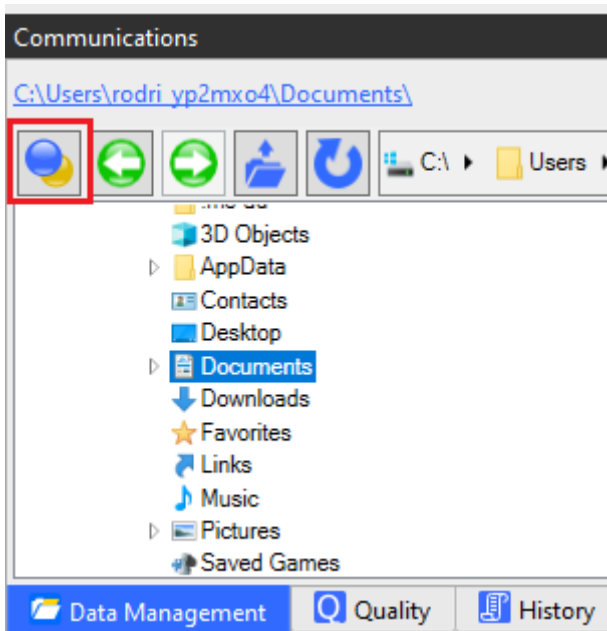 Communications
C:\Users\rodri_yp2mxo4\Documents\
C:\ Users
3D Objects
AppData
Contacts
Desktop
Documents
Downloads
Favorites
Links
Music
Pictures
Saved Games
Data Management Quality History